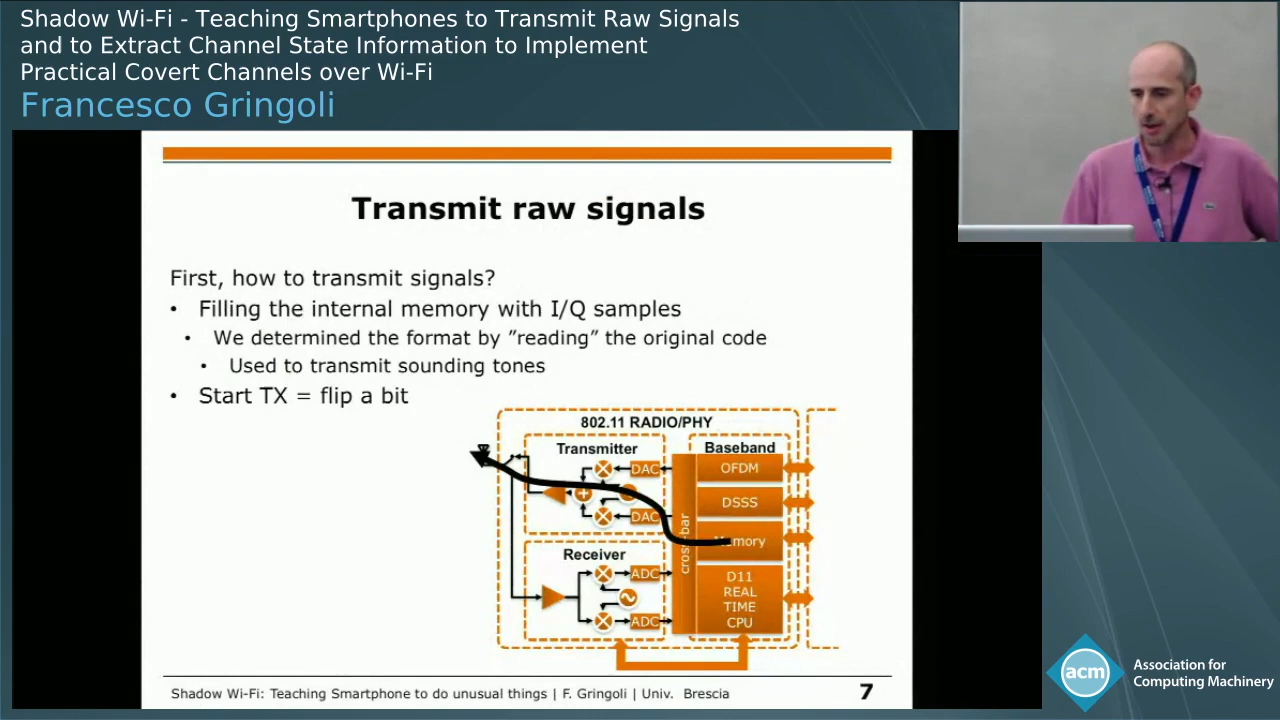 Shadow Wi-Fi - Teaching Smartphones to Transmit Raw Signals
and to Extract Channel State Information to Implement
Practical Covert Channels over Wi-Fi
Francesco Gringoli
Transmit raw signals
First, how to transmit signals?
• Filling the internal memory with I/Q samples
• We determined the format by ”reading” the original code
• Used to transmit sounding tones
• Start TX = flip a bit
802.11 RADIO/PHY
Transmitter
Baseband
DAC
OFDM
DSSS
DAC
Receiver
ADC
ADC
D11
REAL
TIME
CPU
Shadow Wi-Fi: Teaching Smartphone to do unusual things | F. Gringoli | Univ. Brescia
7
acm
Association for
Computing Machinery